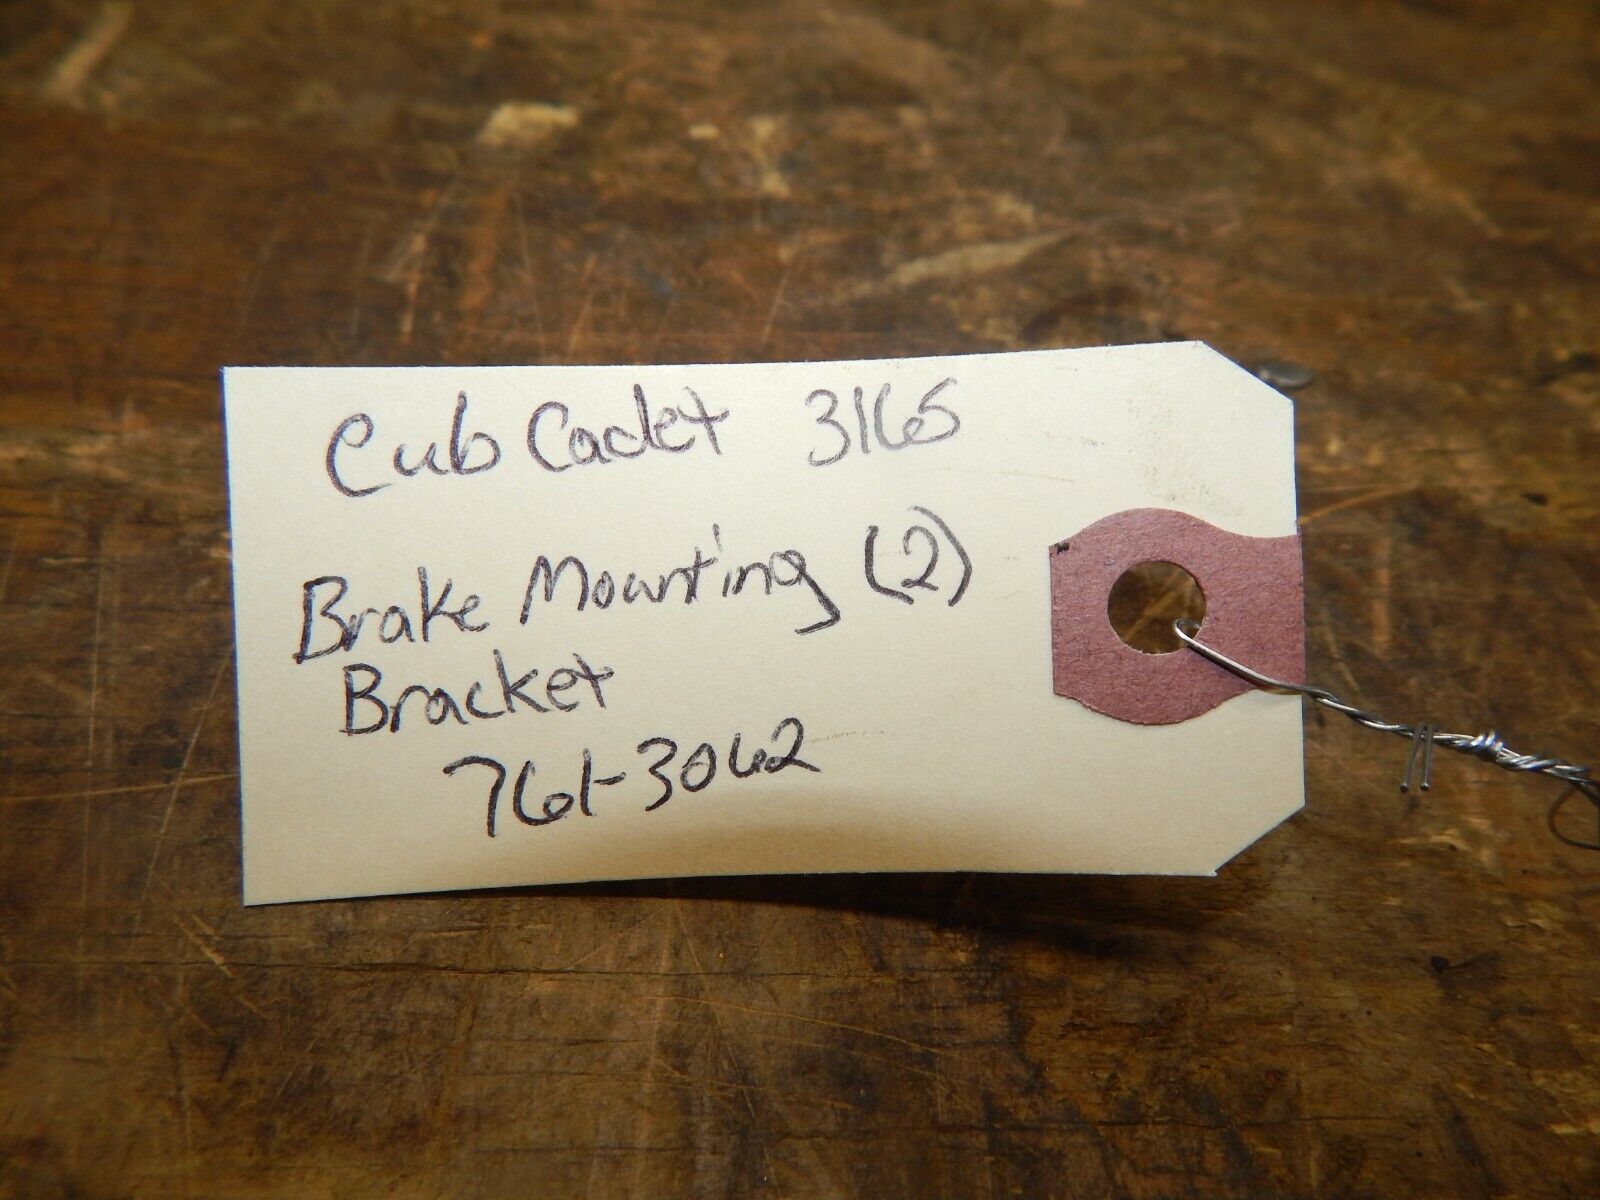 Cub Cadet 3165
Brake Mounting (2)
Bracket
761-3062